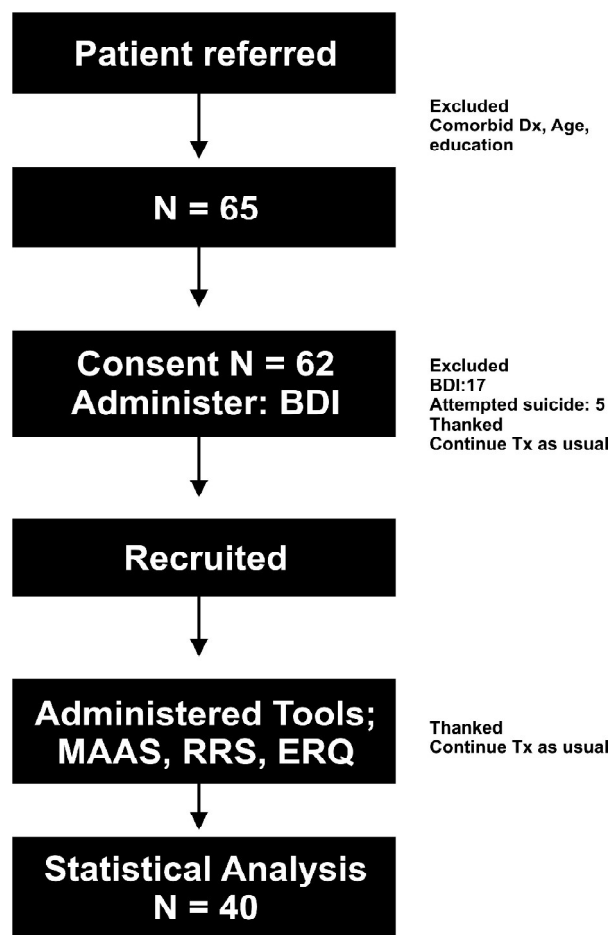 Patient referred
Excluded
Comorbid Dx, Age,
education
N = 65
Consent N = 62
Administer: BDI
Excluded
BDI:17
Attempted suicide: 5
Thanked
Continue Tx as usual
Recruited
Administered Tools;
MAAS, RRS, ERQ
Thanked
Continue Tx as usual
Statistical Analysis
N = 40